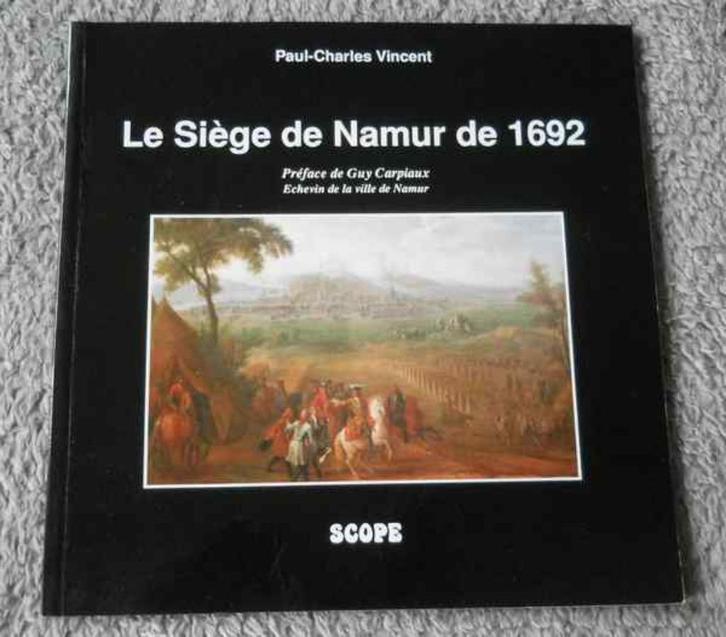 Paul-Charles Vincent
Le Siège de Namur de 1692
Préface de Guy Carpiaux
Echevin de la ville de Namur
SCOPE